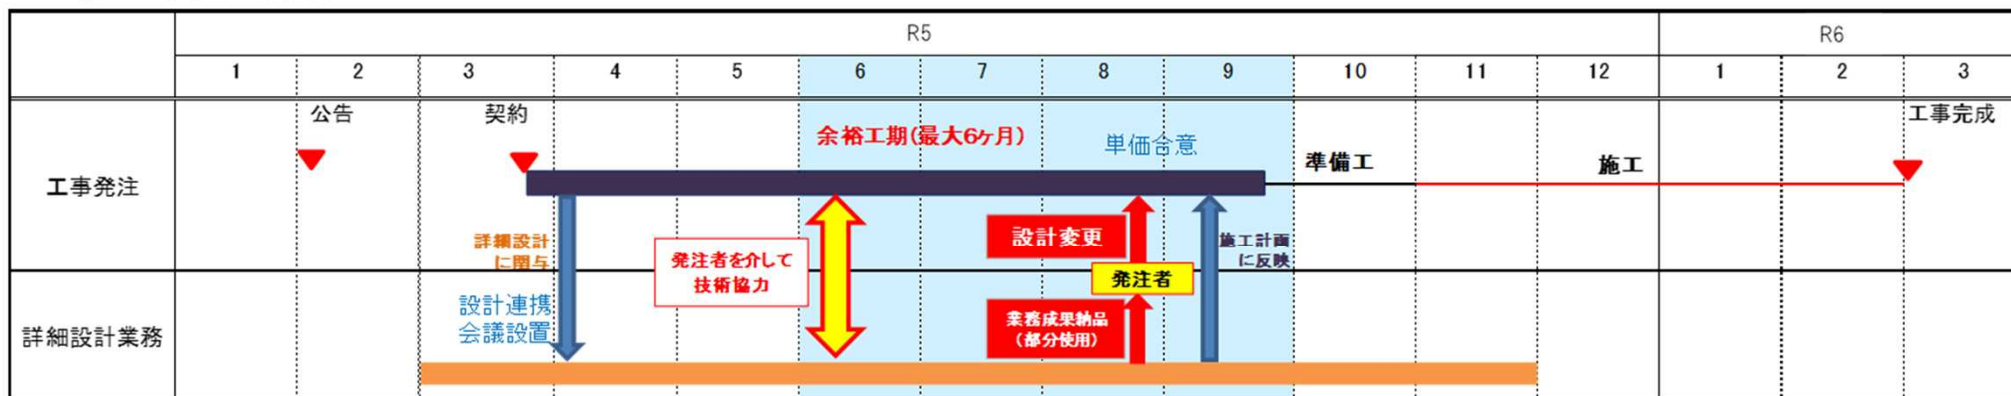 R5
R6
1
2
3
4
5
6
7
8
9
10
11
12
1
2
3
公告
契約
工事完成
余裕工期(最大6ヶ月)
単価合意
準備工
施工
工事発注
詳細設計
に関与
発注者を介して
技術協力
設計変更
施工計画
に反映
発注者
設計連携
会議設置
業務成果納品
(部分使用)
詳細設計業務